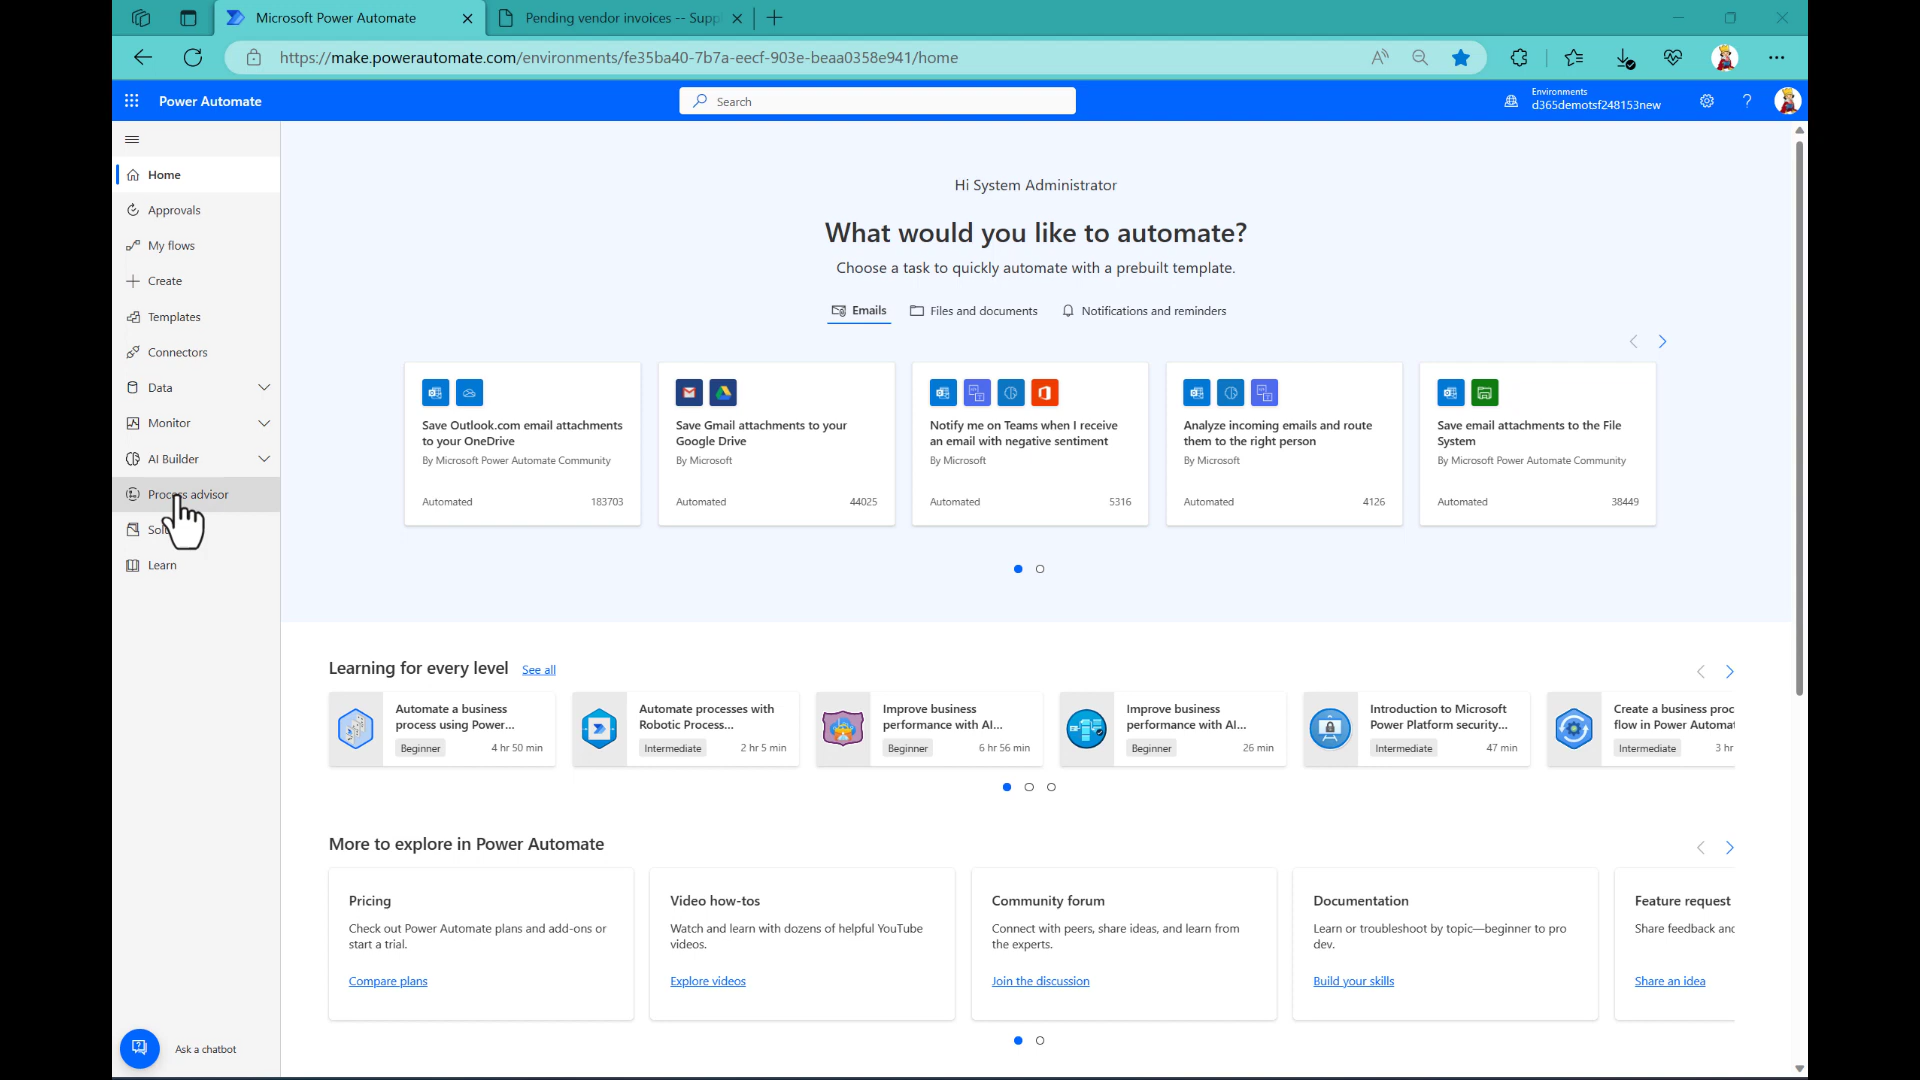 Microsoft Power Automate
Pending vendor invoices -- Supp
https://make.powerautomate.com/environments/fe35ba40-7b7a-eecf-903e-beaa0358e941/home
Power Automate
Search
Environments
d365demotsf248153new
Home
Approvals
My flows
Create
Templates
Connectors
Data
Monitor
AI Builder
Process advisor
Learn
Ask a chatbot
Hi System Administrator
What would you like to automate?
Choose a task to quickly automate with a prebuilt template.
Emails Files and documents Notifications and reminders
Save Outlook.com email attachments
to your OneDrive
By Microsoft Power Automate Community
Automated 183703
Save Gmail attachments to your
Google Drive
By Microsoft
Automated 44025
Notify me on Teams when I receive
an email with negative sentiment
By Microsoft
Automated 5316
Analyze incoming emails and route
them to the right person
By Microsoft
Automated 4126
Save email attachments to the File
System
By Microsoft Power Automate Community
Automated 38449
Learning for every level See all
Automate a business
process using Power...
Beginner 4 hr 50 min
Automate processes with
Robotic Process...
Intermediate 2 hr 5 min
Improve business
performance with AI...
Beginner 6 hr 56 min
Improve business
performance with AI...
Beginner 26 min
Introduction to Microsoft
Power Platform security...
Intermediate 47 min
Create a business proc
flow in Power Automat
Intermediate 3 hr
More to explore in Power Automate
Pricing
Check out Power Automate plans and add-ons or
start a trial.
Compare plans
Video how-tos
Watch and learn with dozens of helpful YouTube
videos.
Explore videos
Community forum
Connect with peers, share ideas, and learn from
the experts.
Join the discussion
Documentation
Learn or troubleshoot by topic—beginner to pro
dev.
Build your skills
Feature request
Share feedback and
Share an idea